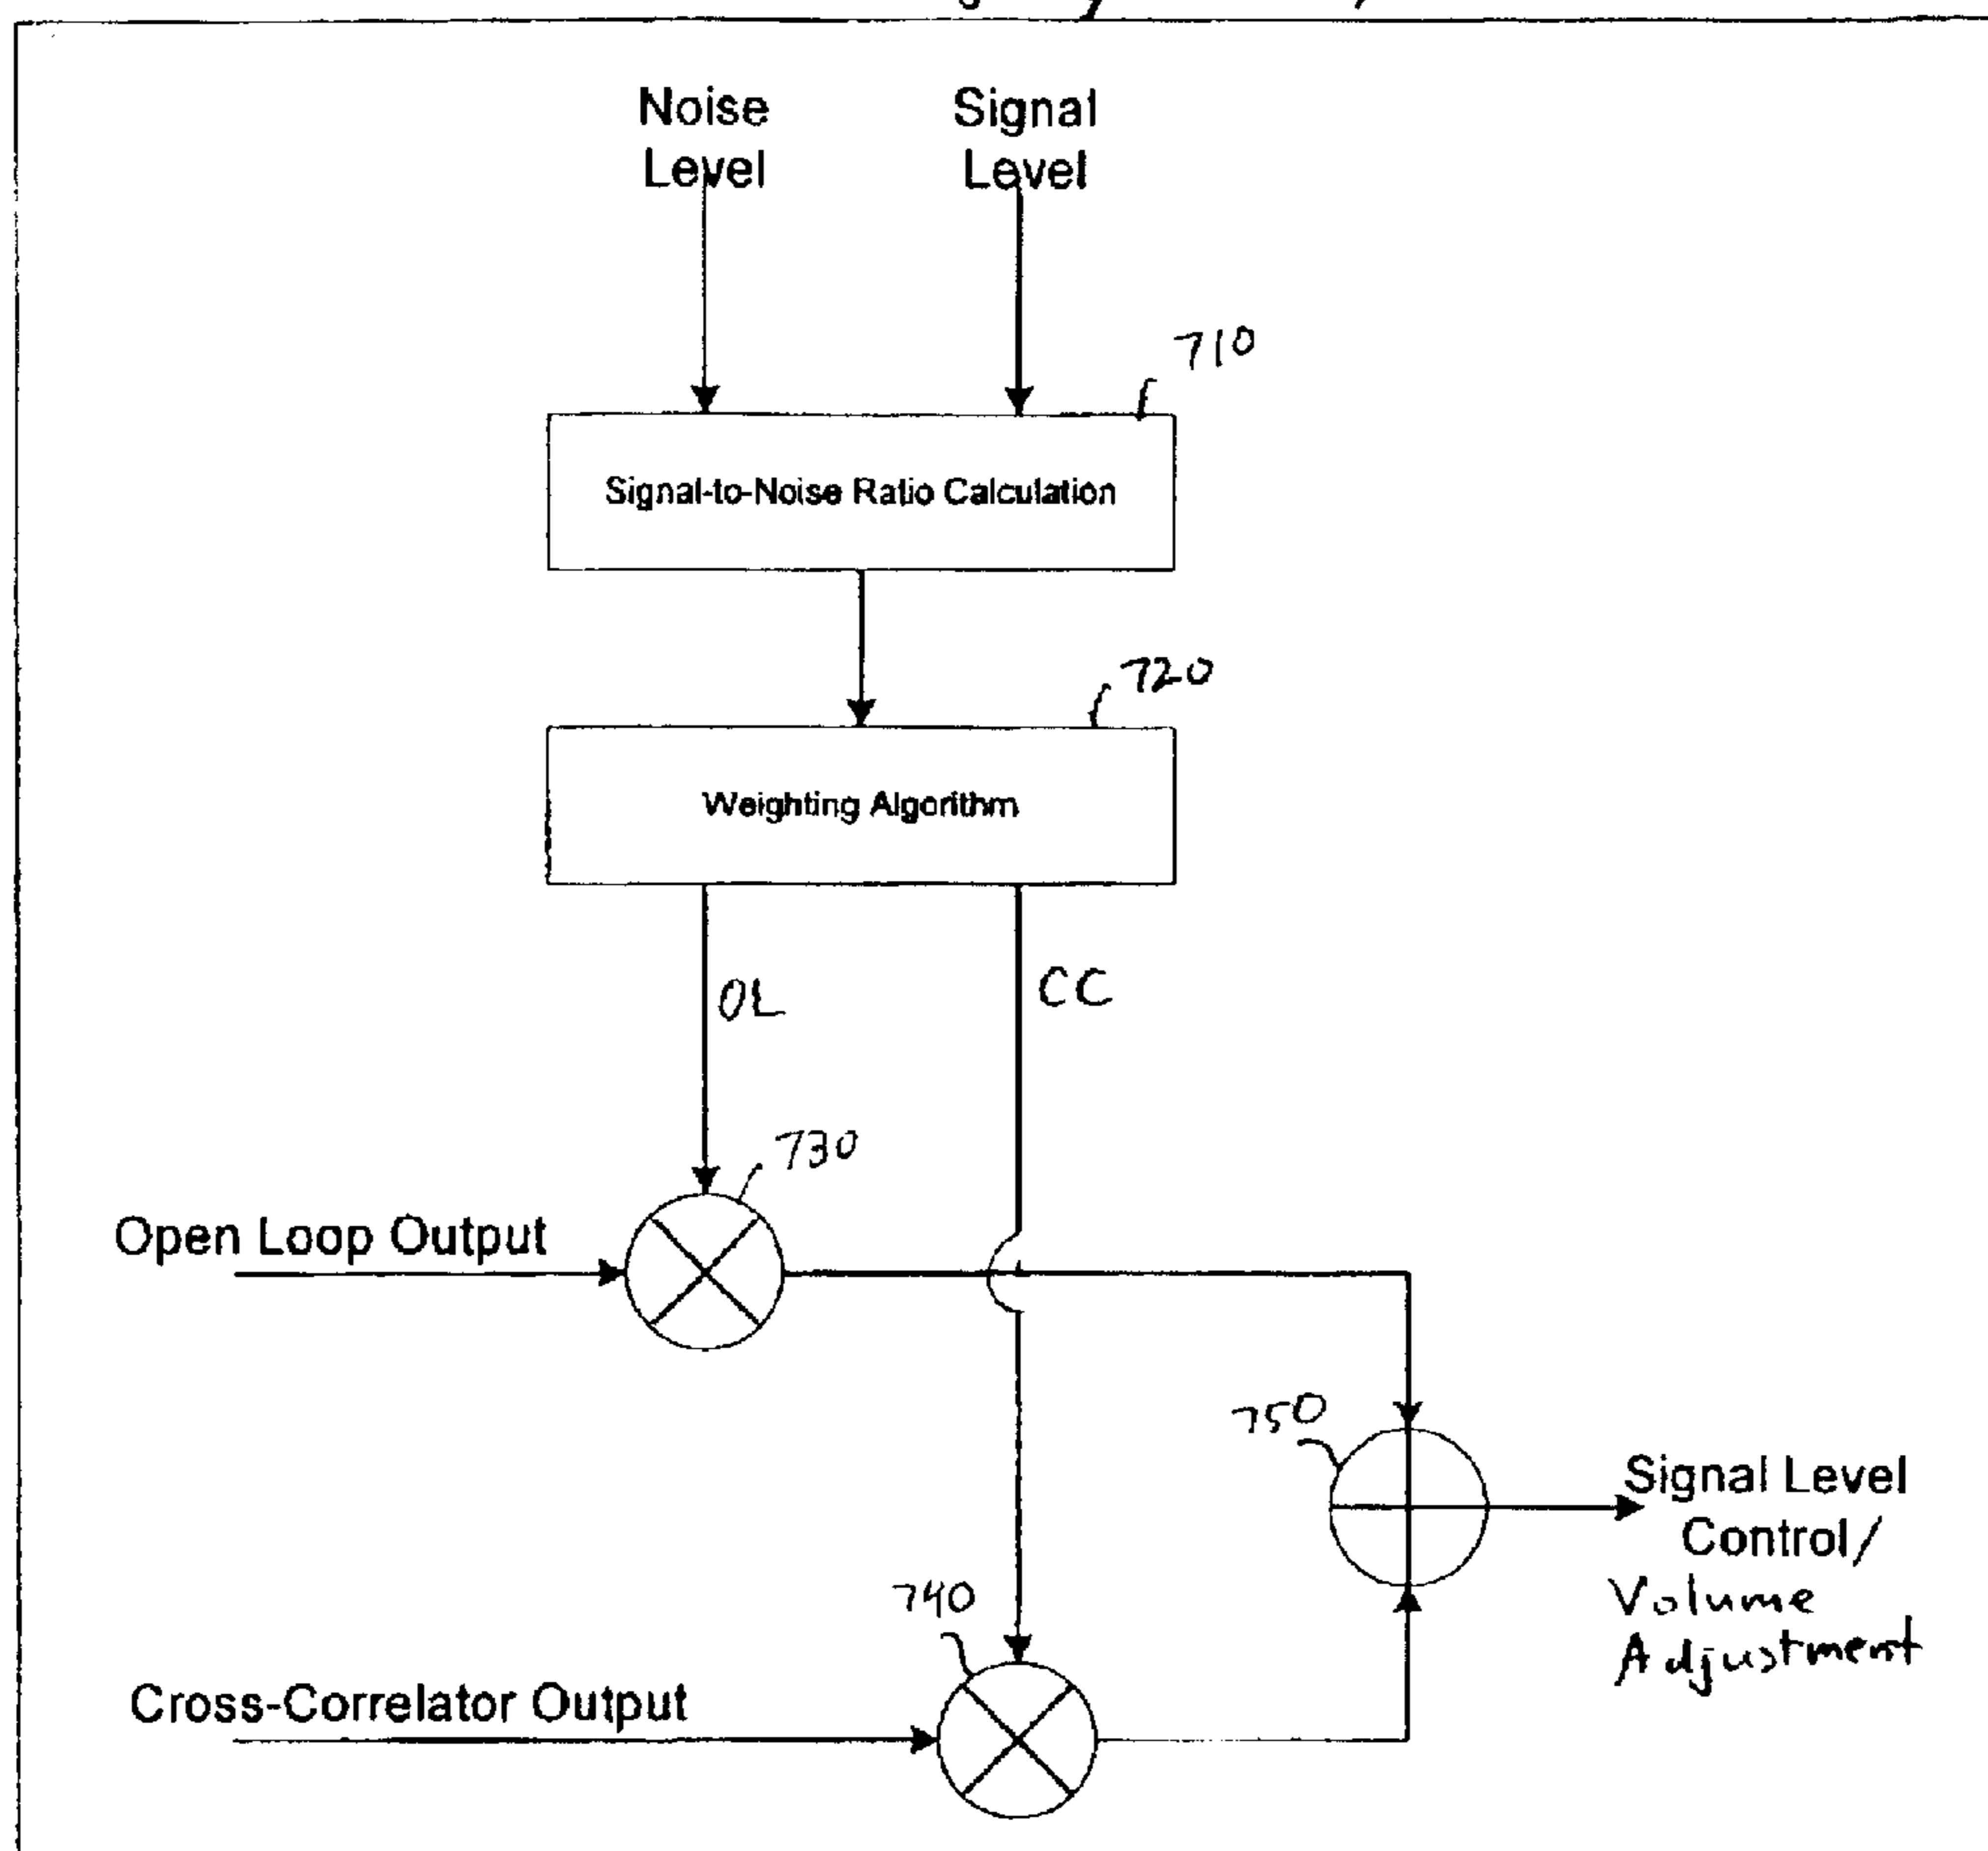 Noise
Level
Signal
Level
710
Signal-to-Noise Ratio Calculation
720
Weighting Algorithm
OL
CC
730
Open Loop Output
750
Signal Level
Control/
Volume
Adjustment
740
Cross-Correlator Output